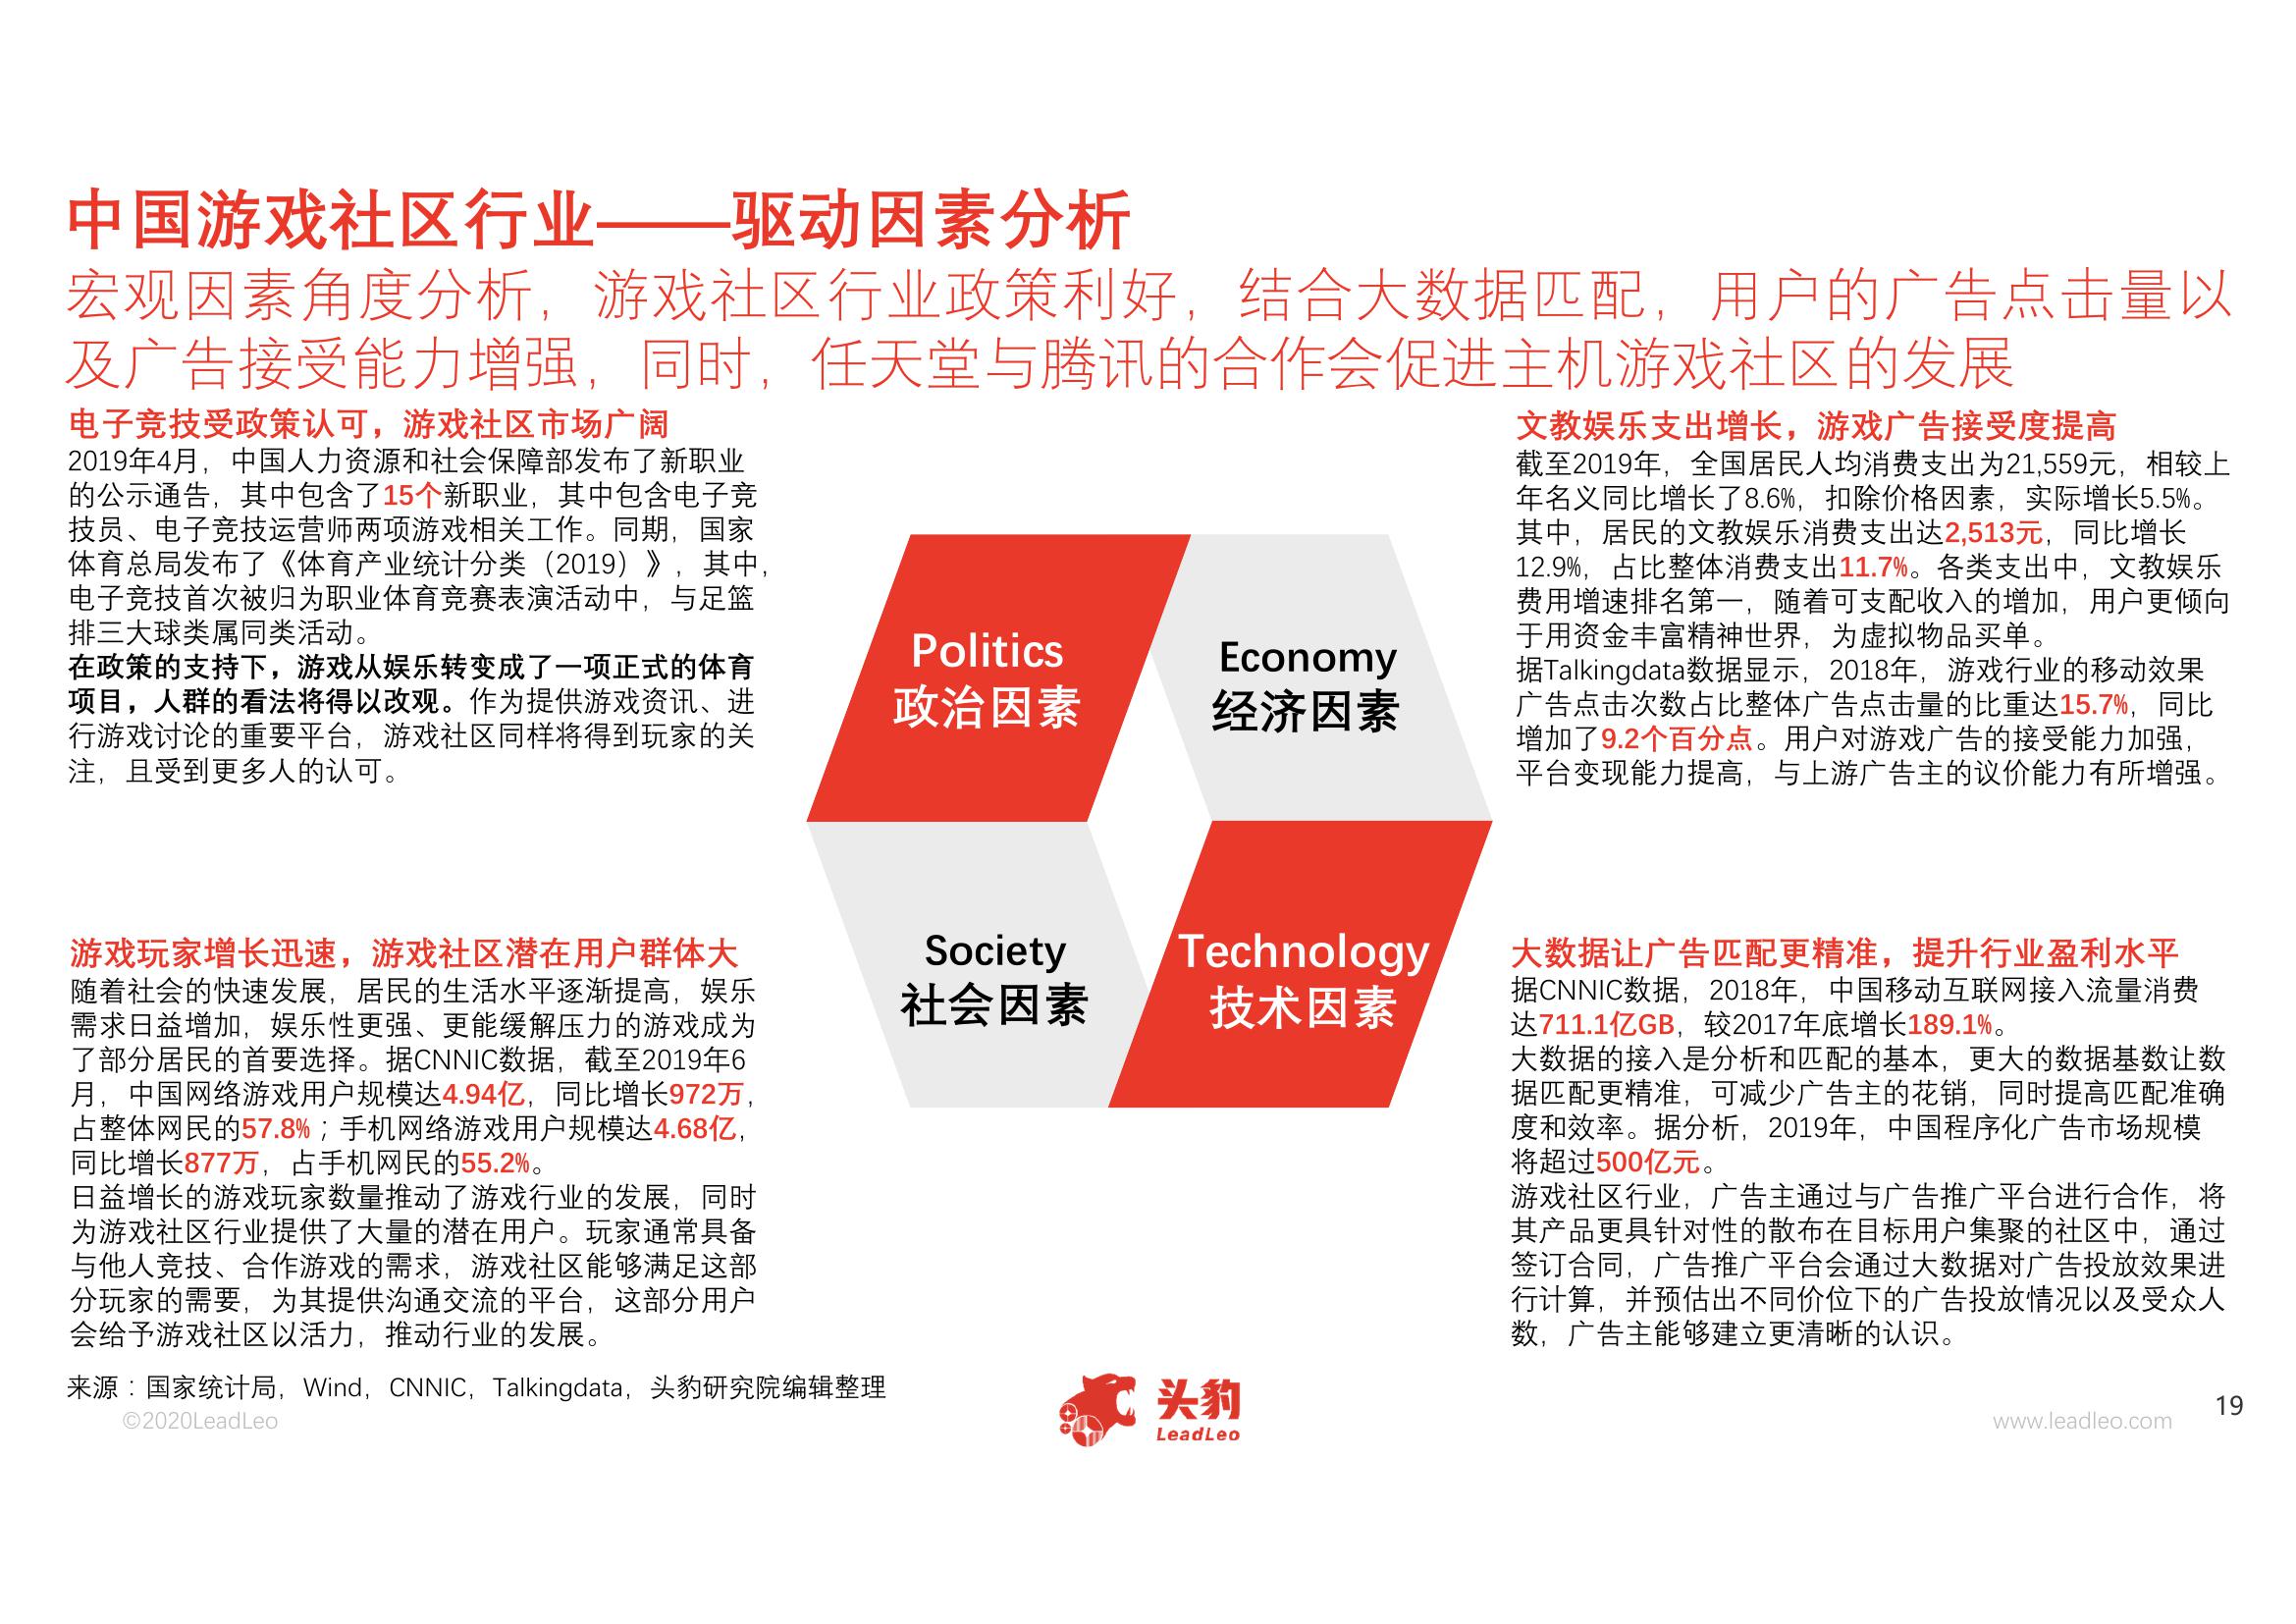 中国游戏社区行业——驱动因素分析
宏观因素角度分析，游戏社区行业政策利好，结合大数据匹配，用户的广告点击量以
及广告接受能力增强，同时，任天堂与腾讯的合作会促进主机游戏社区的发展
电子竞技受政策认可，游戏社区市场广阔
2019年4月，中国人力资源和社会保障部发布了新职业
的公示通告，其中包含了15个新职业，其中包含电子竞
技员、电子竞技运营师两项游戏相关工作。同期，国家
体育总局发布了《体育产业统计分类（2019）》，其中，
电子竞技首次被归为职业体育竞赛表演活动中，与足篮
排三大球类属同类活动。
在政策的支持下，游戏从娱乐转变成了一项正式的体育
项目，人群的看法将得以改观。作为提供游戏资讯、进
行游戏讨论的重要平台，游戏社区同样将得到玩家的关
注，且受到更多人的认可。
文教娱乐支出增长，游戏广告接受度提高
截至2019年，全国居民人均消费支出为21,559元，相较上
年名义同比增长了8.6%，扣除价格因素，实际增长5.5%。
其中，居民的文教娱乐消费支出达2,513元，同比增长
12.9%，占比整体消费支出11.7%。各类支出中，文教娱乐
费用增速排名第一，随着可支配收入的增加，用户更倾向
于用资金丰富精神世界，为虚拟物品买单。
据Talkingdata数据显示，2018年，游戏行业的移动效果
广告点击次数占比整体广告点击量的比重达15.7%，同比
增加了9.2个百分点。用户对游戏广告的接受能力加强，
平台变现能力提高，与上游广告主的议价能力有所增强。
Politics
政治因素
Economy
经济因素
Society
社会因素
Technology
技术因素
游戏玩家增长迅速，游戏社区潜在用户群体大
随着社会的快速发展，居民的生活水平逐渐提高，娱乐
需求日益增加，娱乐性更强、更能缓解压力的游戏成为
了部分居民的首要选择。据CNNIC数据，截至2019年6
月，中国网络游戏用户规模达4.94亿，同比增长972万，
占整体网民的57.8%；手机网络游戏用户规模达4.68亿，
同比增长877万，占手机网民的55.2%。
日益增长的游戏玩家数量推动了游戏行业的发展，同时
为游戏社区行业提供了大量的潜在用户。玩家通常具备
与他人竞技、合作游戏的需求，游戏社区能够满足这部
分玩家的需要，为其提供沟通交流的平台，这部分用户
会给予游戏社区以活力，推动行业的发展。
大数据让广告匹配更精准，提升行业盈利水平
据CNNIC数据，2018年，中国移动互联网接入流量消费
达711.1亿GB，较2017年底增长189.1%。
大数据的接入是分析和匹配的基本，更大的数据基数让数
据匹配更精准，可减少广告主的花销，同时提高匹配准确
度和效率。据分析，2019年，中国程序化广告市场规模
将超过500亿元。
游戏社区行业，广告主通过与广告推广平台进行合作，将
其产品更具针对性的散布在目标用户集聚的社区中，通过
签订合同，广告推广平台会通过大数据对广告投放效果进
行计算，并预估出不同价位下的广告投放情况以及受众人
数，广告主能够建立更清晰的认识。
来源：国家统计局，Wind，CNNIC，Talkingdata，头豹研究院编辑整理
©2020LeadLeo
头豹
LeadLeo
www.leadleo.com
19